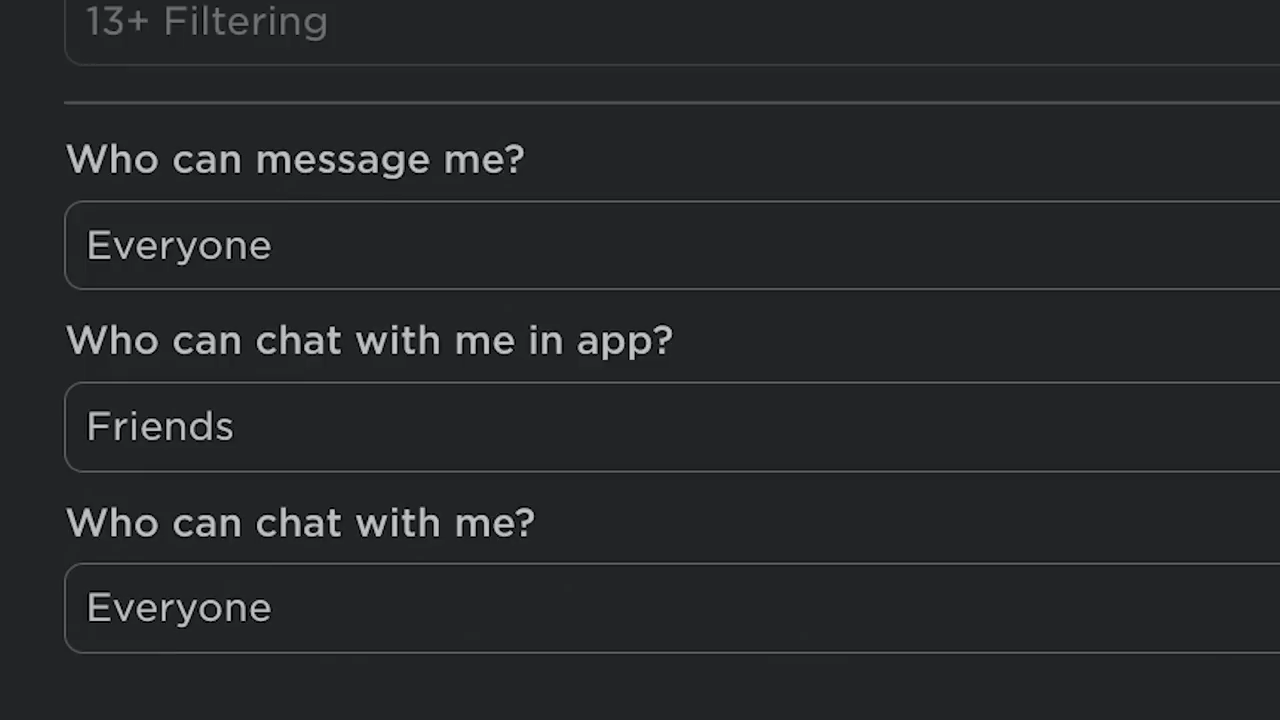 13+ Filtering
Who can message me?
Everyone
Who can chat with me in app?
Friends
Who can chat with me?
Everyone